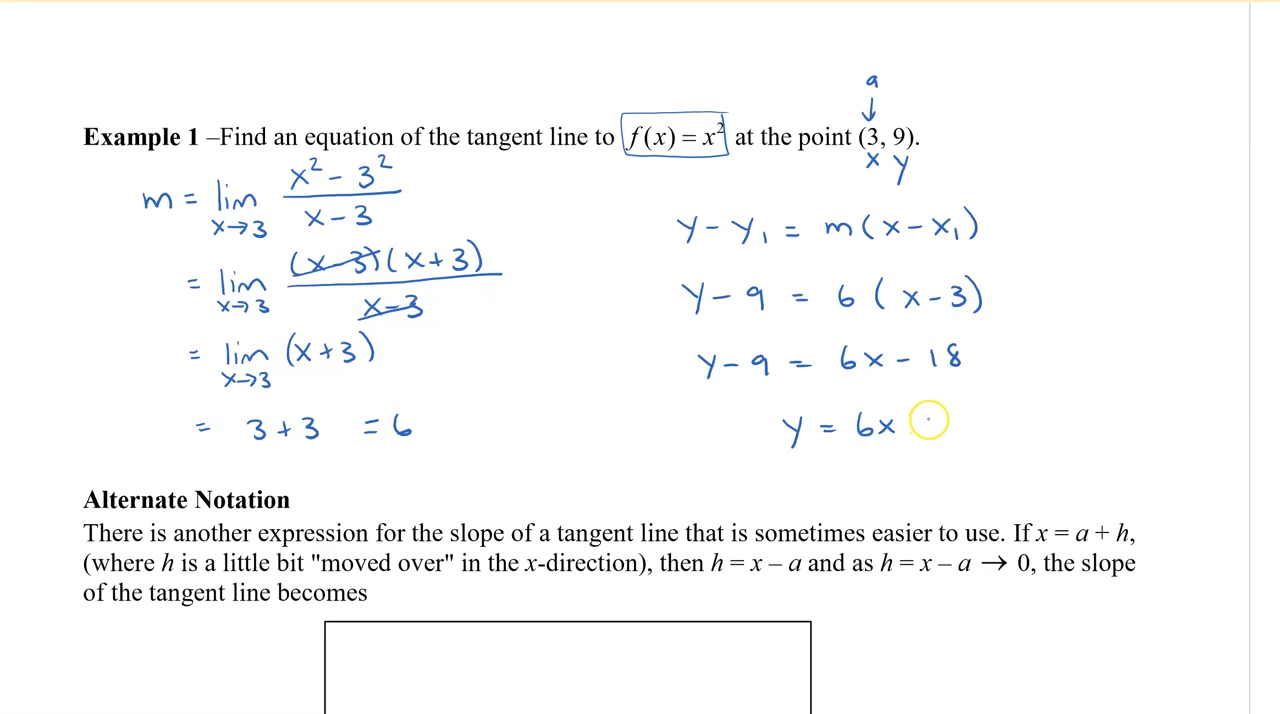 a
↓
Example 1 –Find an equation of the tangent line to f(x) = x² at the point (3, 9).
x y
m = lim x→3 (x² - 3²)/(x - 3)
= lim x→3 (x-3)(x+3)/(x-3)
= lim x→3 (x+3)
= 3+3 = 6
y - y₁ = m(x - x₁)
y - 9 = 6(x - 3)
y - 9 = 6x - 18
y = 6x
Alternate Notation
There is another expression for the slope of a tangent line that is sometimes easier to use. If x = a + h,
(where h is a little bit "moved over" in the x-direction), then h = x – a and as h = x – a → 0, the slope
of the tangent line becomes